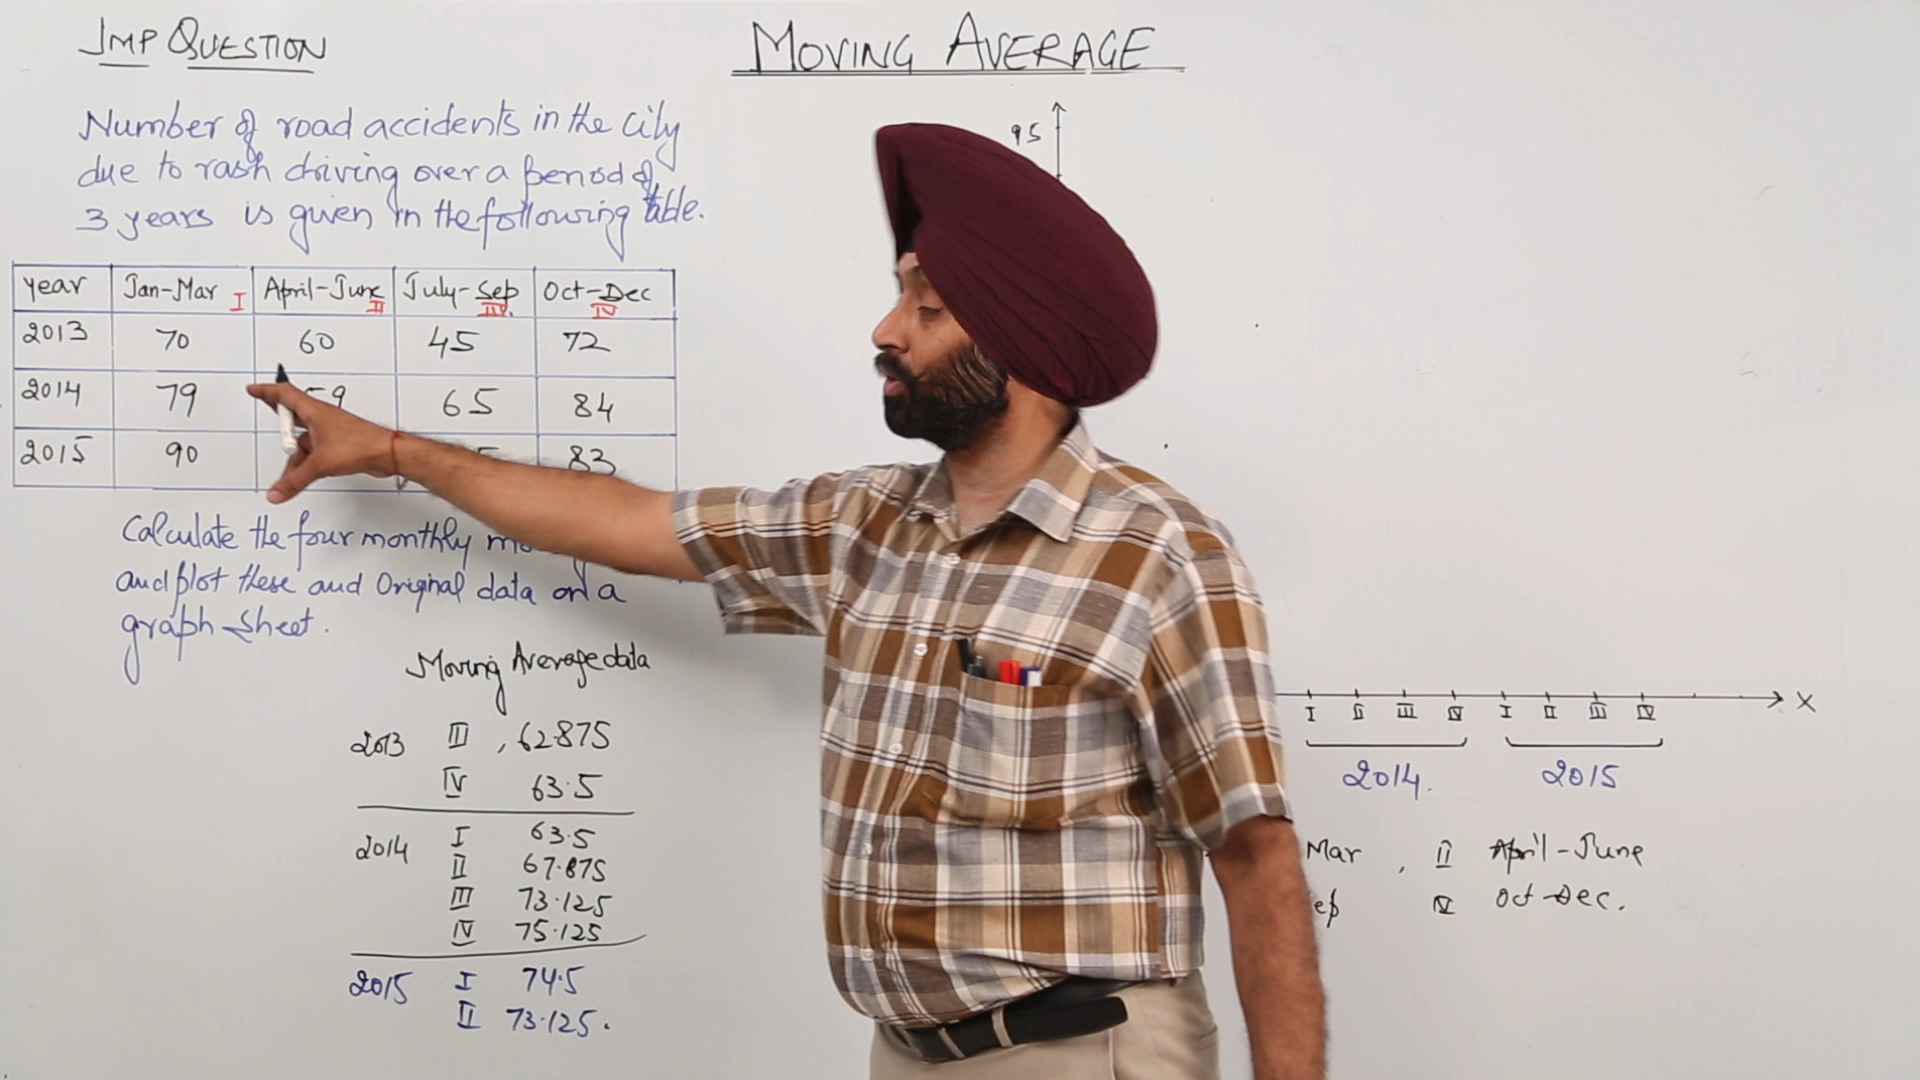 IMP QUESTION
MOVING AVERAGE
Number of road accidents in the City
due to rash driving over a period of
3 years is given in the following table.
year Jan-Mar I April-June II July-Sep III Oct-Dec IV
2013 70 60 45 72
2014 79 59 65 84
2015 90 83
Calculate the four monthly
and plot these and Original data on a
graph sheet.
Moving Average data
2013 III, 62.875
IV 63.5
2014 I 63.5
II 67.875
III 73.125
IV 75.125
2015 I 74.5
II 73.125.
95
I II III IV I II III IV X
2014. 2015
Mar, II April-June
IV Oct-Dec.